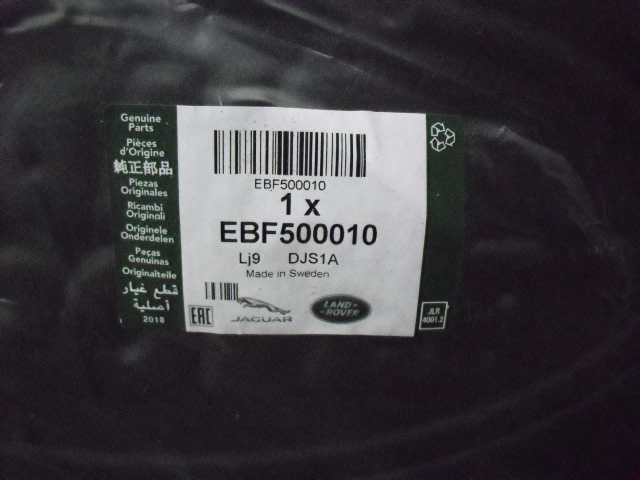 Genuine
Parts
Pièces
d'Origine
純正部品
Piezas
Originales
Ricambi
Originali
Originele
Onderdelen
Peças
Genuinas
Originalteile
قطع غيار
أصلية
2018
EBF500010
1 x
EBF500010
Lj9 DJS1A
Made in Sweden
EAC
JAGUAR
LAND-
-ROVER
JLR
4001.2